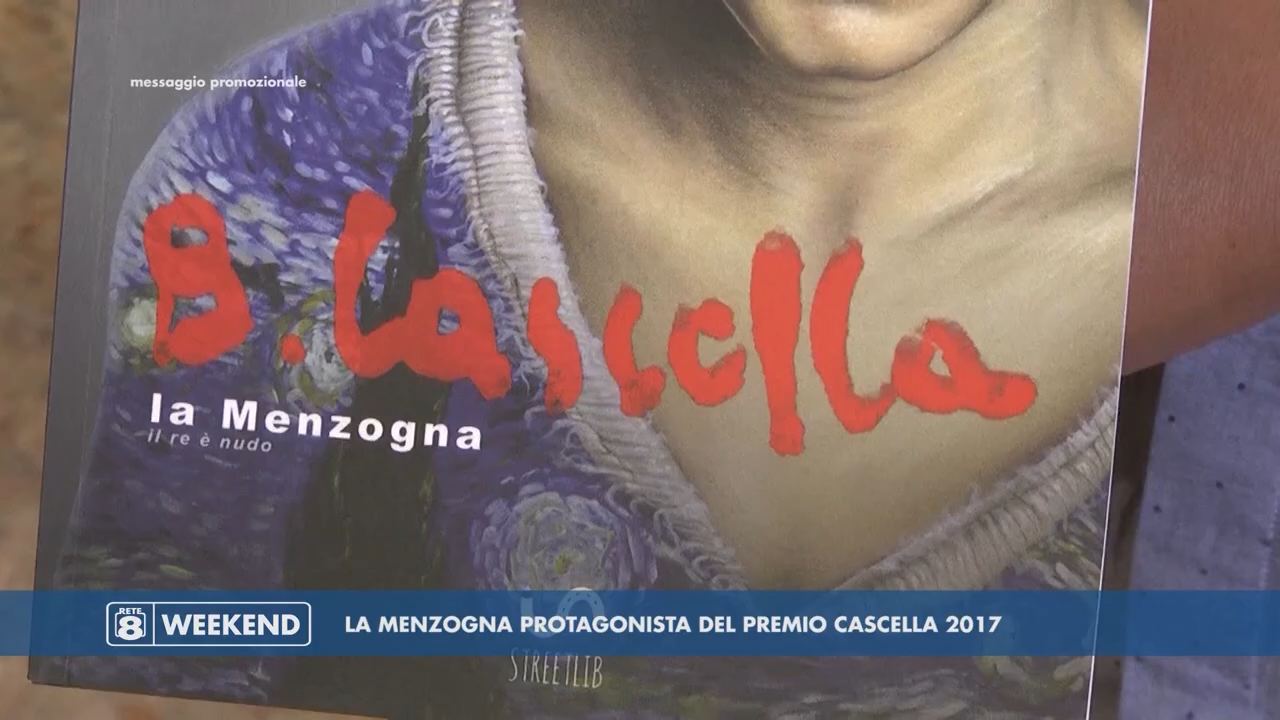 messaggio promozionale
B. Cascella
la Menzogna
il re è nudo
RETE 8 WEEKEND
LA MENZOGNA PROTAGONISTA DEL PREMIO CASCELLA 2017
STREETLIB